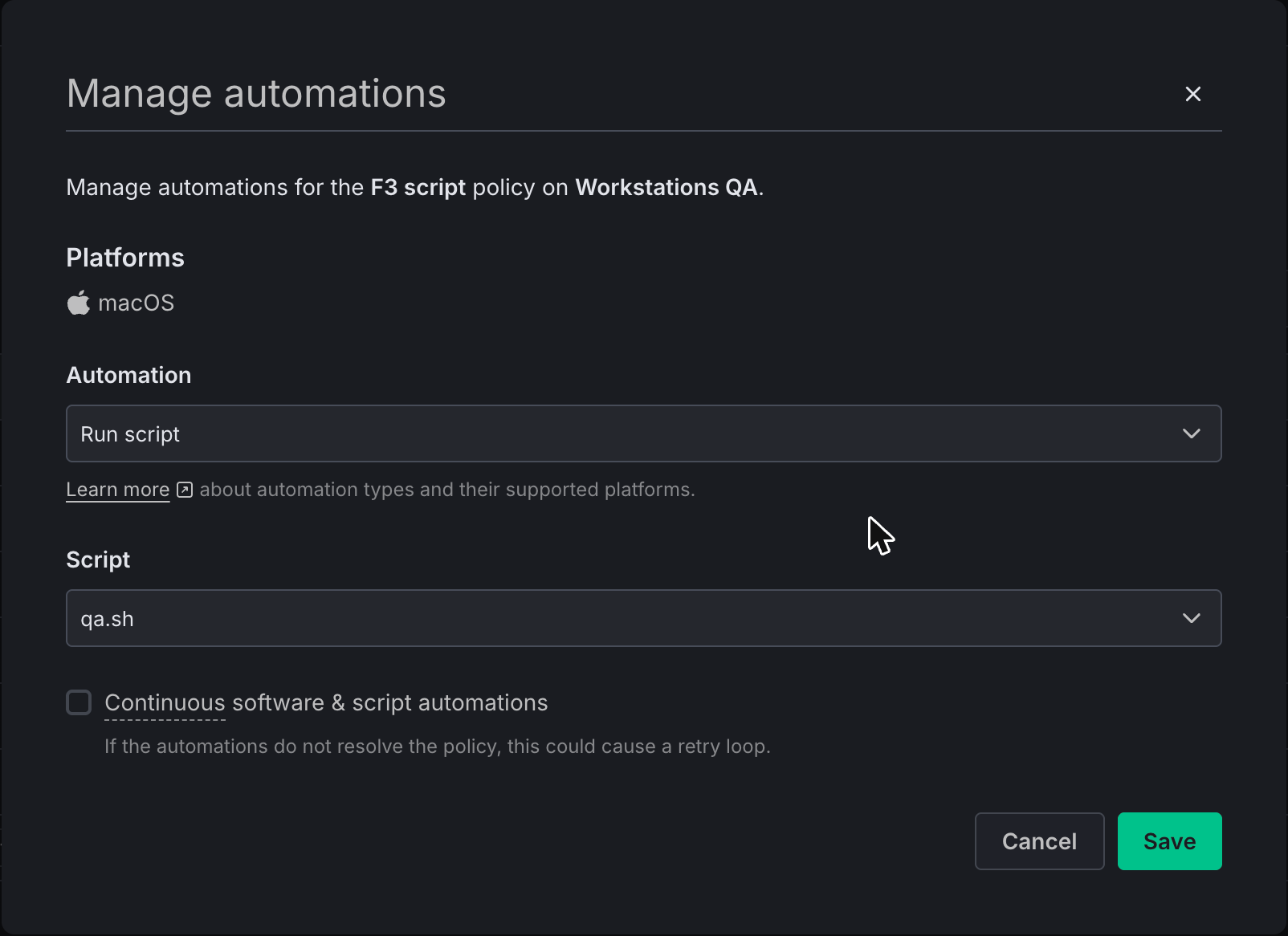 Manage automations
Manage automations for the F3 script policy on Workstations QA.
Platforms
macOS
Automation
Run script
Learn more about automation types and their supported platforms.
Script
qa.sh
Continuous software & script automations
If the automations do not resolve the policy, this could cause a retry loop.
Cancel Save